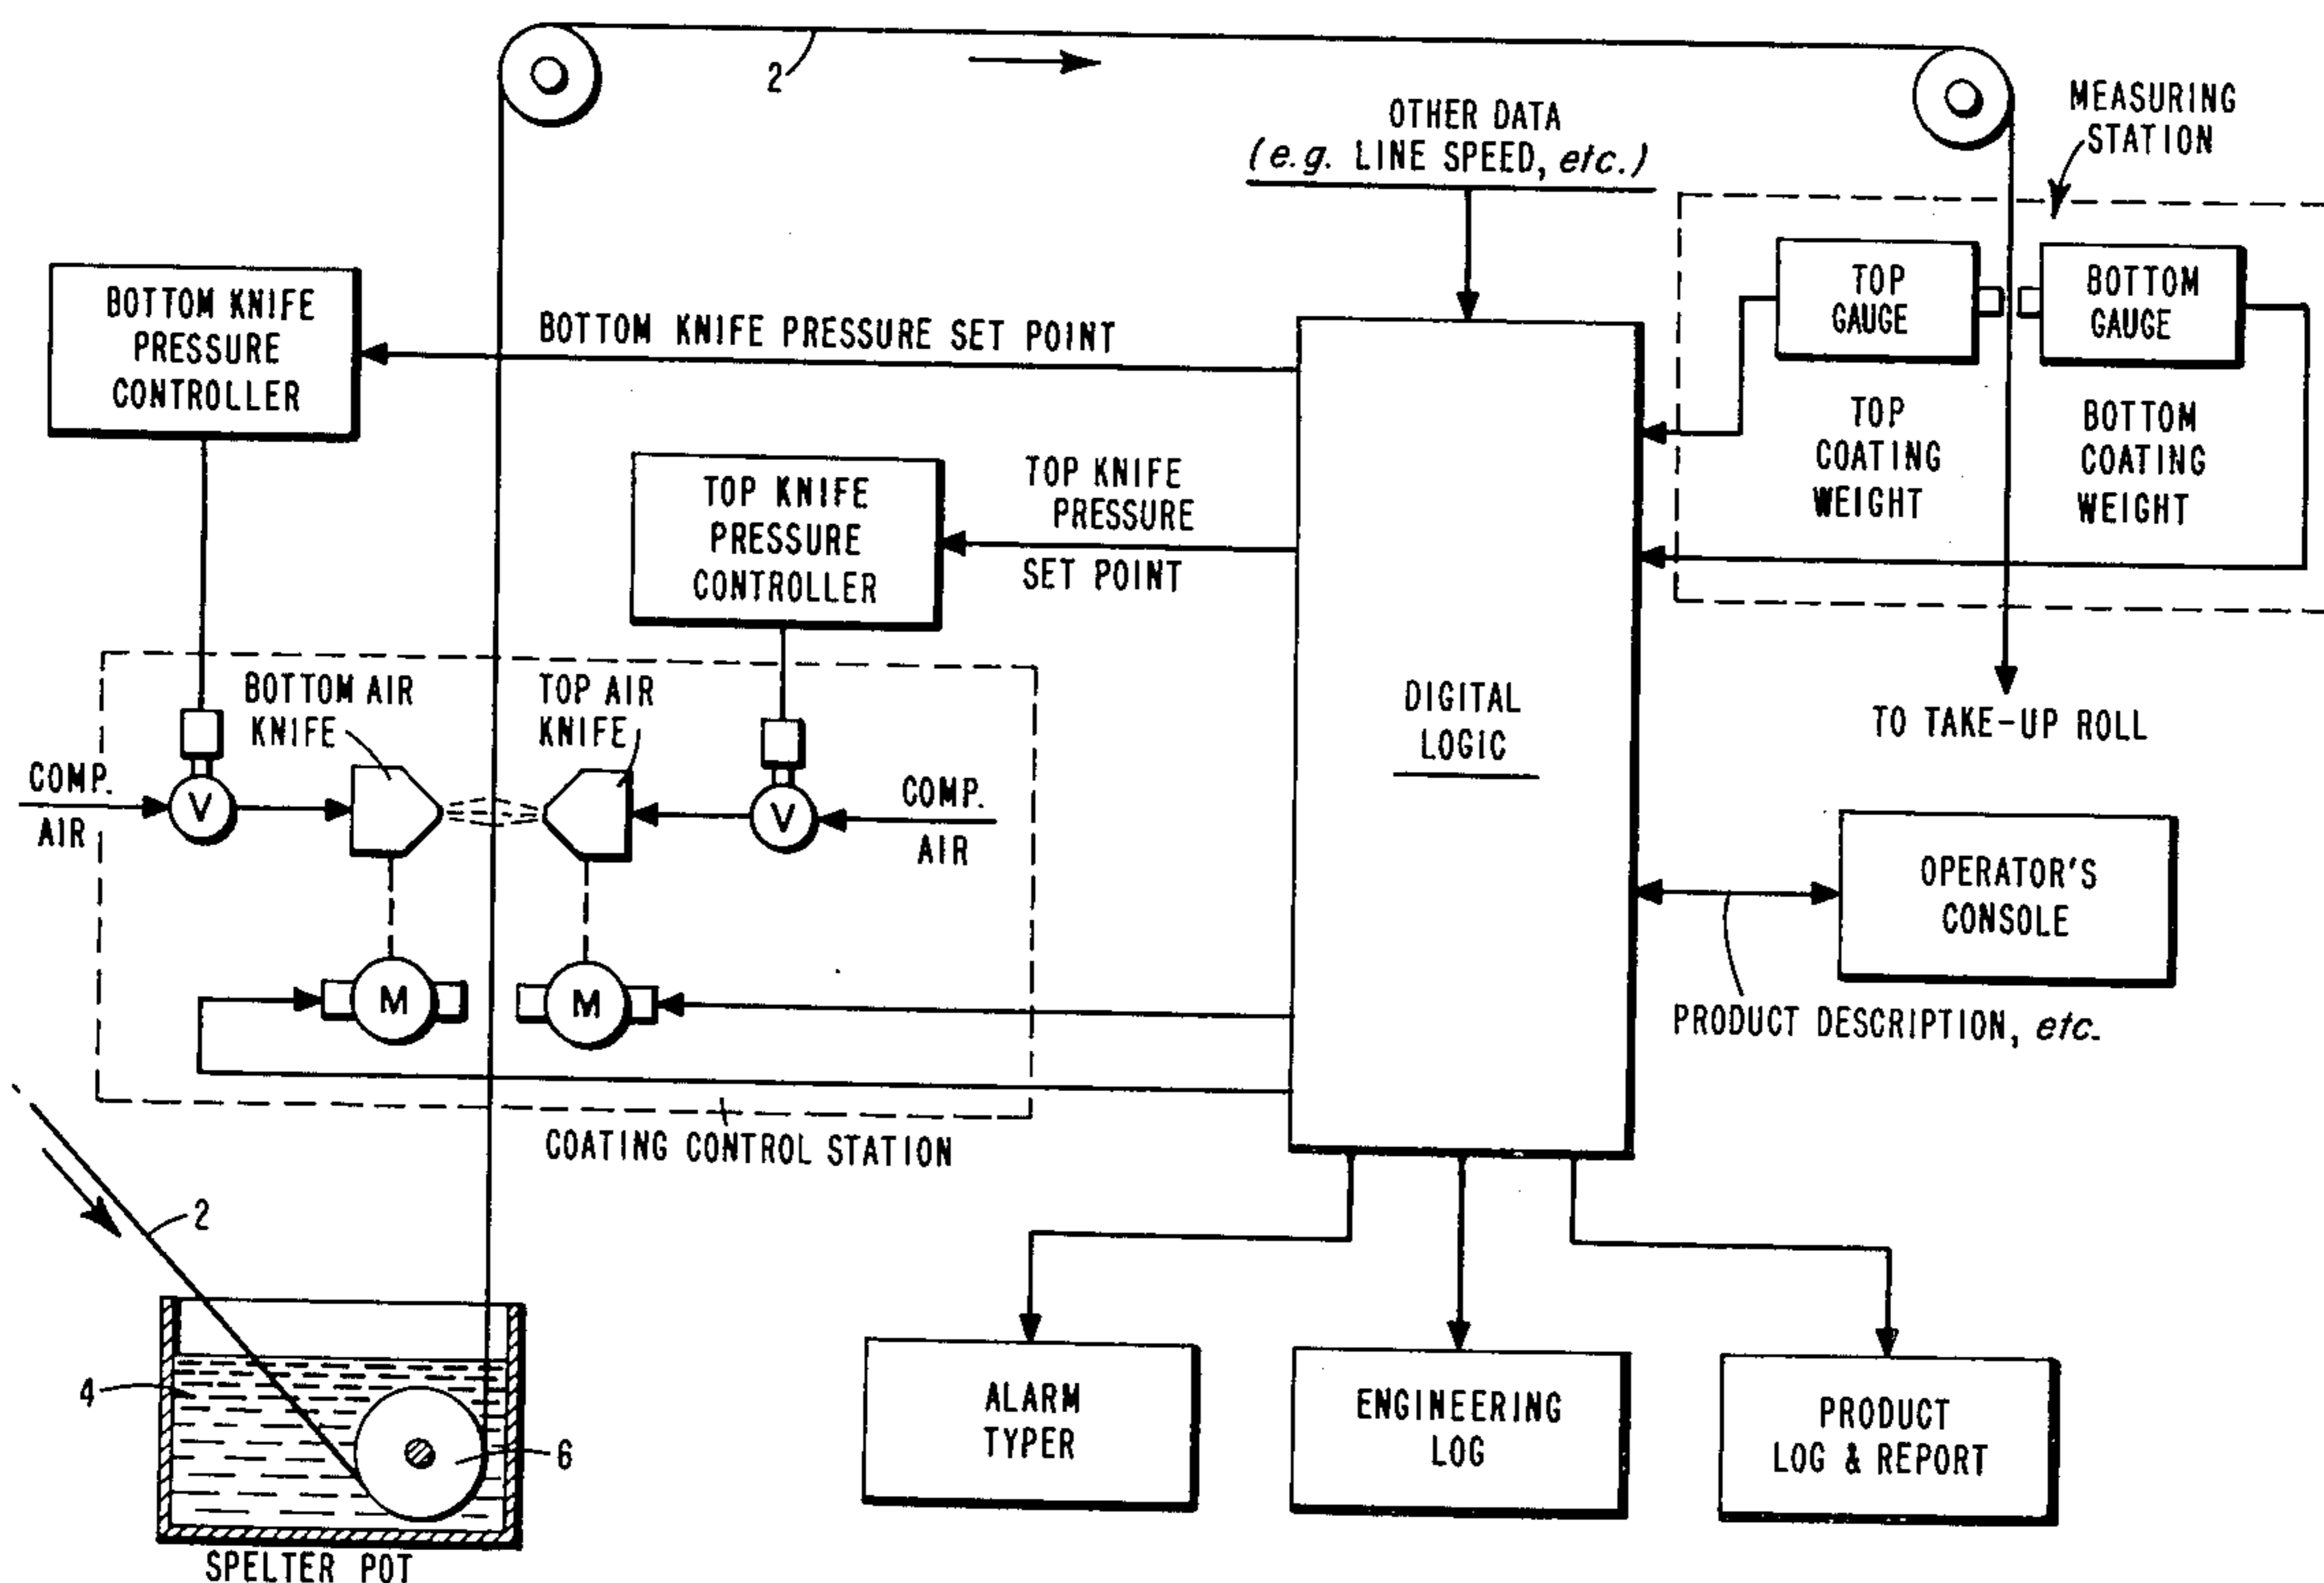 2
OTHER DATA
(e.g. LINE SPEED, etc.)
MEASURING
STATION
BOTTOM KNIFE
PRESSURE
CONTROLLER
BOTTOM KNIFE PRESSURE SET POINT
TOP
GAUGE
BOTTOM
GAUGE
TOP
COATING
WEIGHT
BOTTOM
COATING
WEIGHT
TOP KNIFE
PRESSURE
CONTROLLER
TOP KNIFE
PRESSURE
SET POINT
BOTTOM AIR
KNIFE
TOP AIR
KNIFE
DIGITAL
LOGIC
TO TAKE-UP ROLL
COMP.
AIR
V
V
COMP.
AIR
OPERATOR'S
CONSOLE
M
M
PRODUCT DESCRIPTION, etc.
COATING CONTROL STATION
2
4
6
SPELTER POT
ALARM
TYPER
ENGINEERING
LOG
PRODUCT
LOG & REPORT